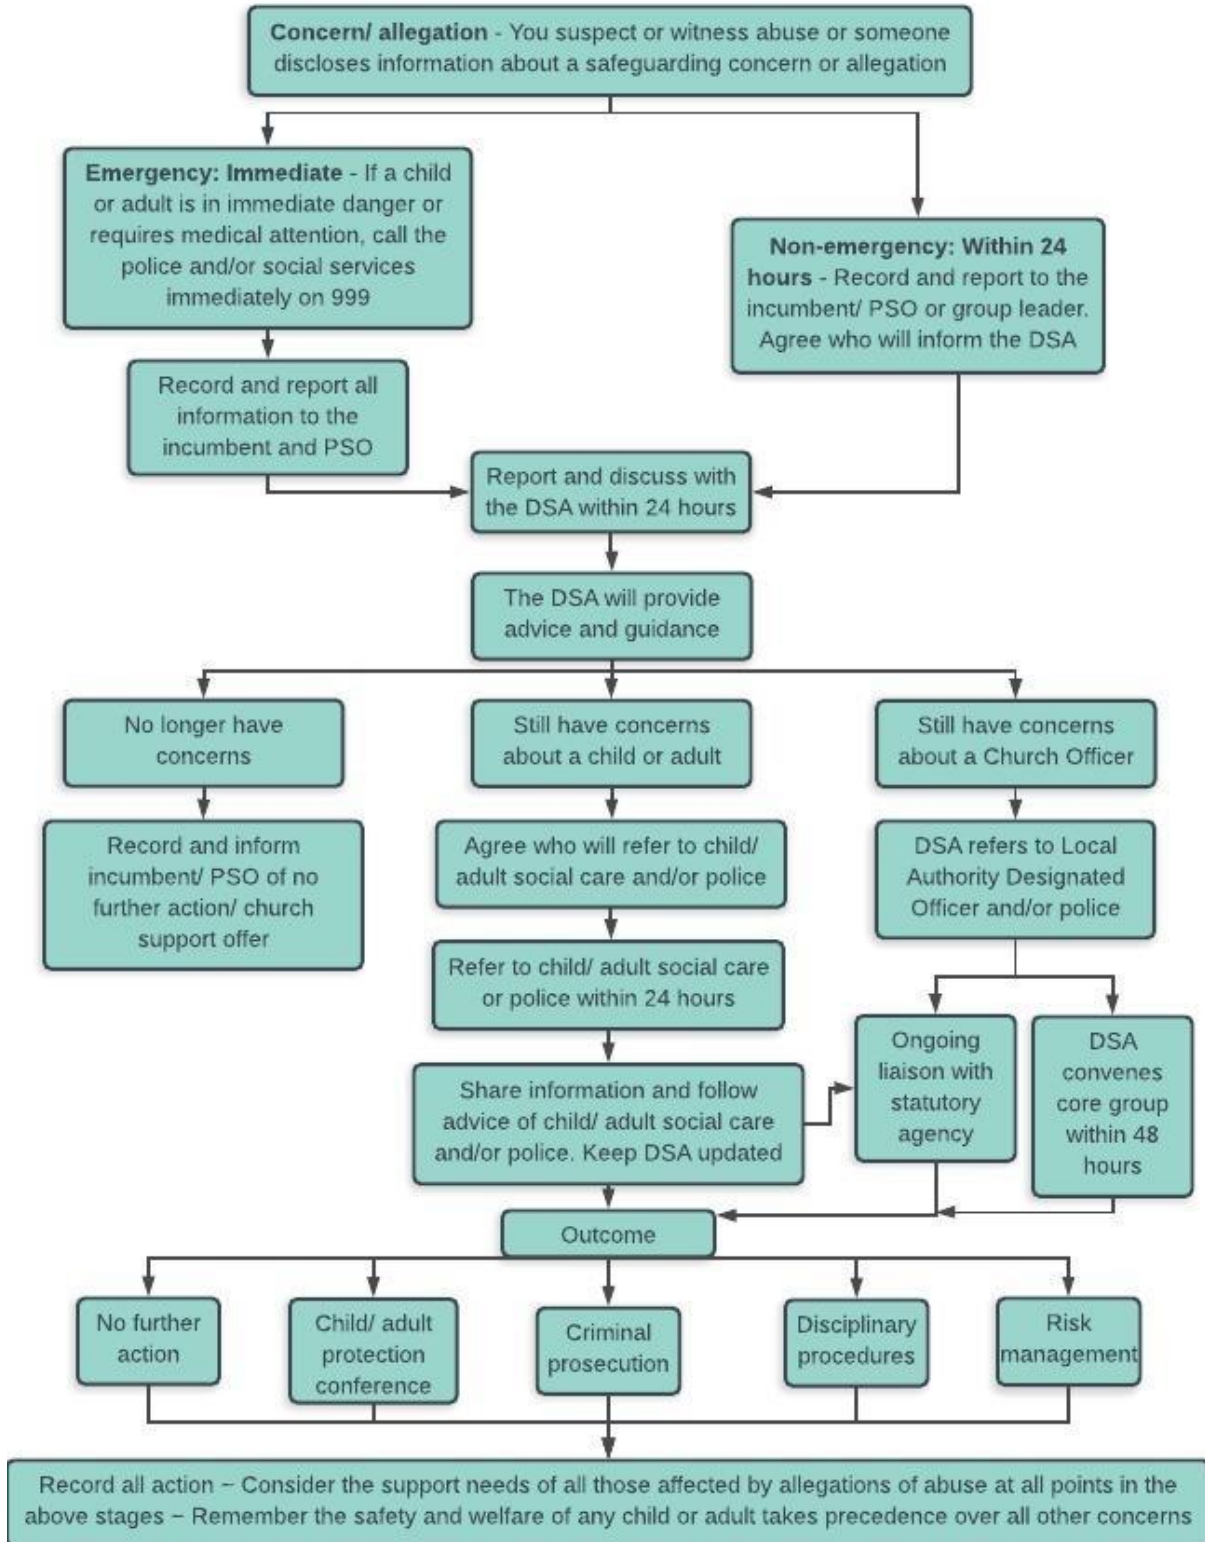 Concern/ allegation - You suspect or witness abuse or someone
discloses information about a safeguarding concern or allegation
Emergency: Immediate - If a child
or adult is in immediate danger or
requires medical attention, call the
police and/or social services
immediately on 999
Non-emergency: Within 24
hours - Record and report to the
incumbent/ PSO or group leader.
Agree who will inform the DSA
Record and report all
information to the
incumbent and PSO
Report and discuss with
the DSA within 24 hours
The DSA will provide
advice and guidance
No longer have
concerns
Still have concerns
about a child or adult
Still have concerns
about a Church Officer
Record and inform
incumbent/ PSO of no
further action/ church
support offer
Agree who will refer to child/
adult social care and/or police
DSA refers to Local
Authority Designated
Officer and/or police
Refer to child/ adult social care
or police within 24 hours
Share information and follow
advice of child/ adult social care
and/or police. Keep DSA updated
Ongoing
liaison with
statutory
agency
DSA
convenes
core group
within 48
hours
Outcome
No further
action
Child/ adult
protection
conference
Criminal
prosecution
Disciplinary
procedures
Risk
management
Record all action − Consider the support needs of all those affected by allegations of abuse at all points in the
above stages − Remember the safety and welfare of any child or adult takes precedence over all other concerns